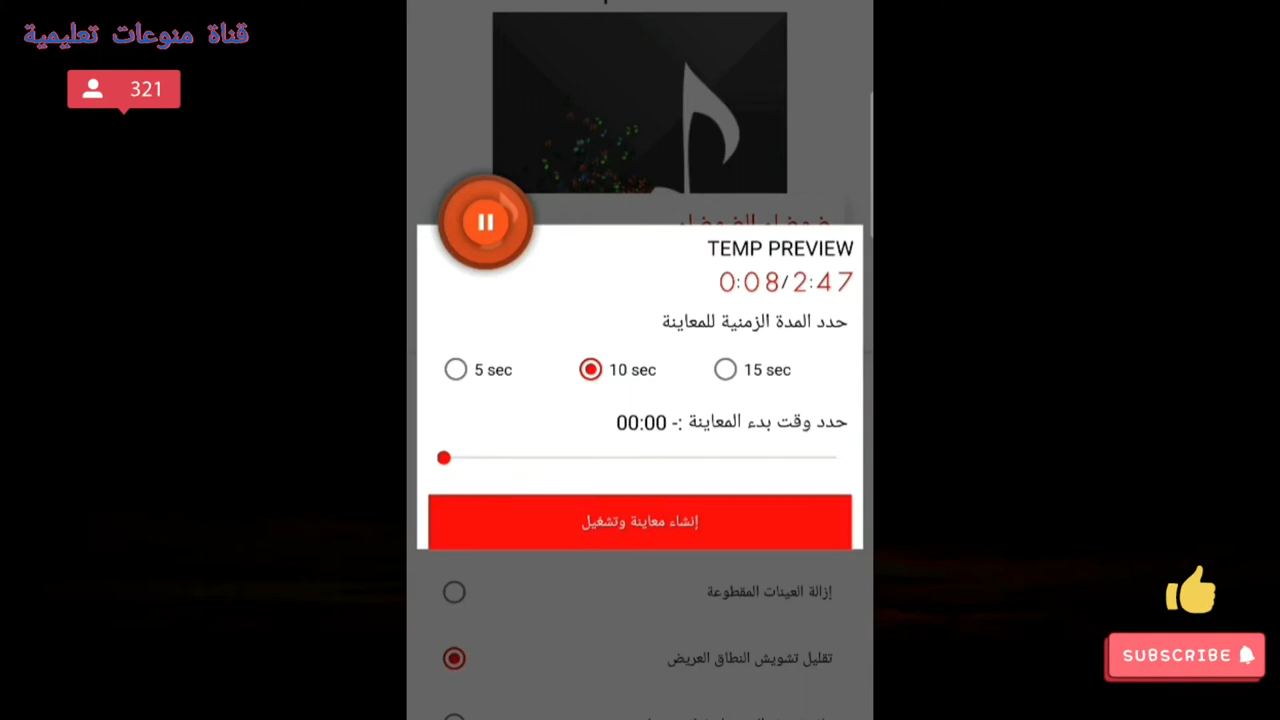 قناة منوعات تعليمية
321
TEMP PREVIEW
0:08/2:47
حدد المدة الزمنية للمعاينة
5 sec
10 sec
15 sec
حدد وقت بدء المعاينة :- 00:00
إنشاء معاينة وتشغيل
إزالة العينات المقطوعة
تقليل تشويش النطاق العريض
SUBSCRIBE